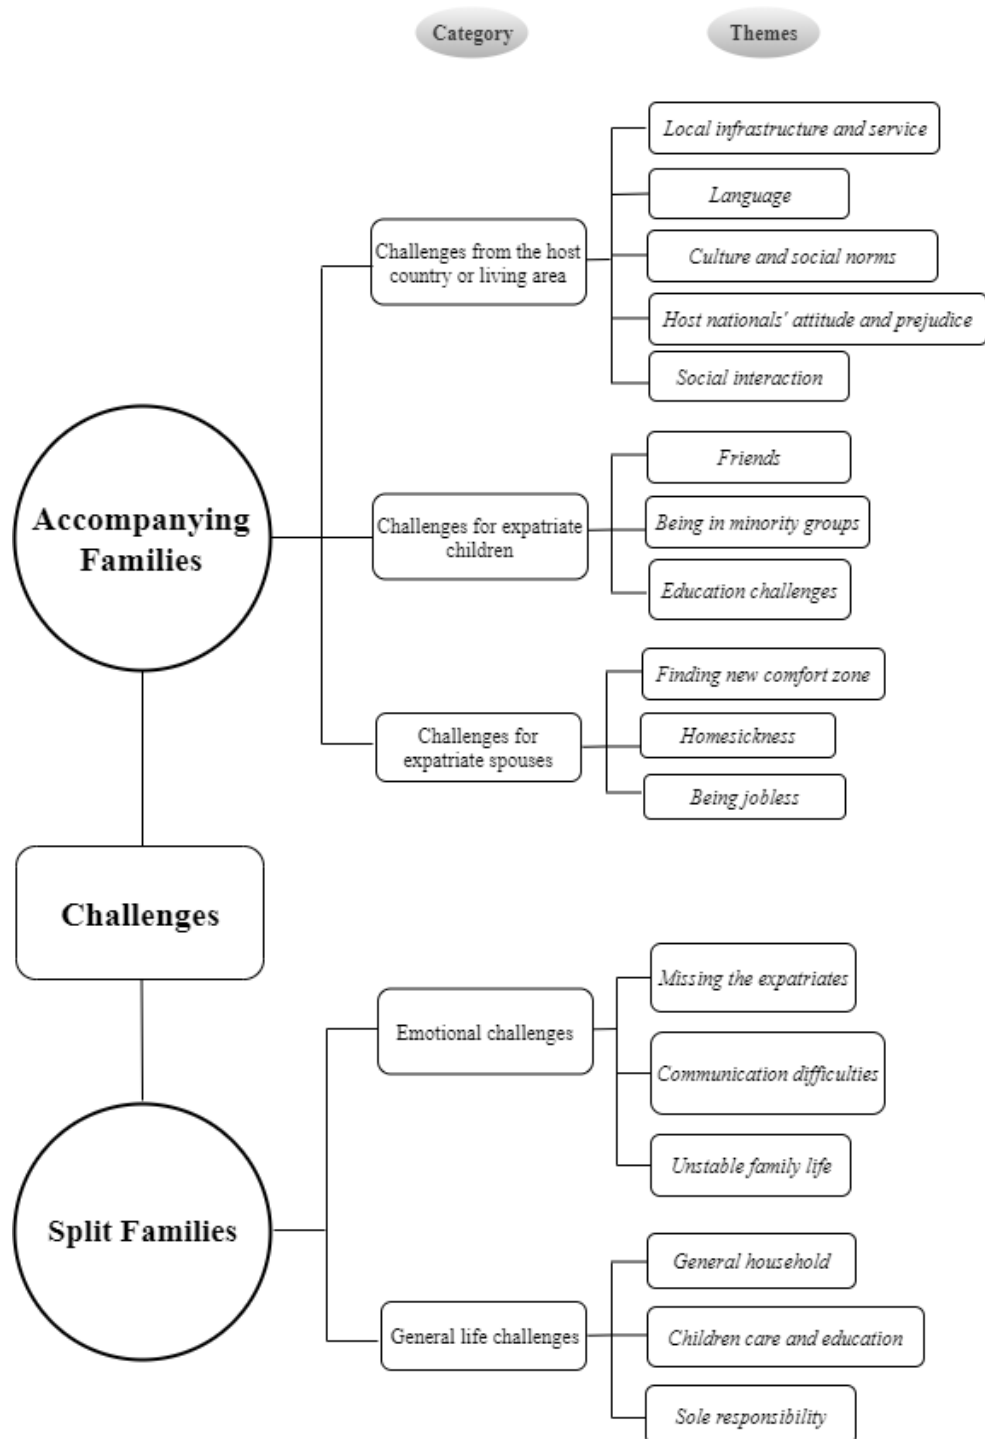 Category
Themes
Local infrastructure and service
Language
Challenges from the host
country or living area
Culture and social norms
Host nationals' attitude and prejudice
Social interaction
Accompanying
Families
Friends
Challenges for expatriate
children
Being in minority groups
Education challenges
Finding new comfort zone
Challenges for
expatriate spouses
Homesickness
Being jobless
Challenges
Missing the expatriates
Emotional challenges
Communication difficulties
Unstable family life
Split Families
General household
General life challenges
Children care and education
Sole responsibility